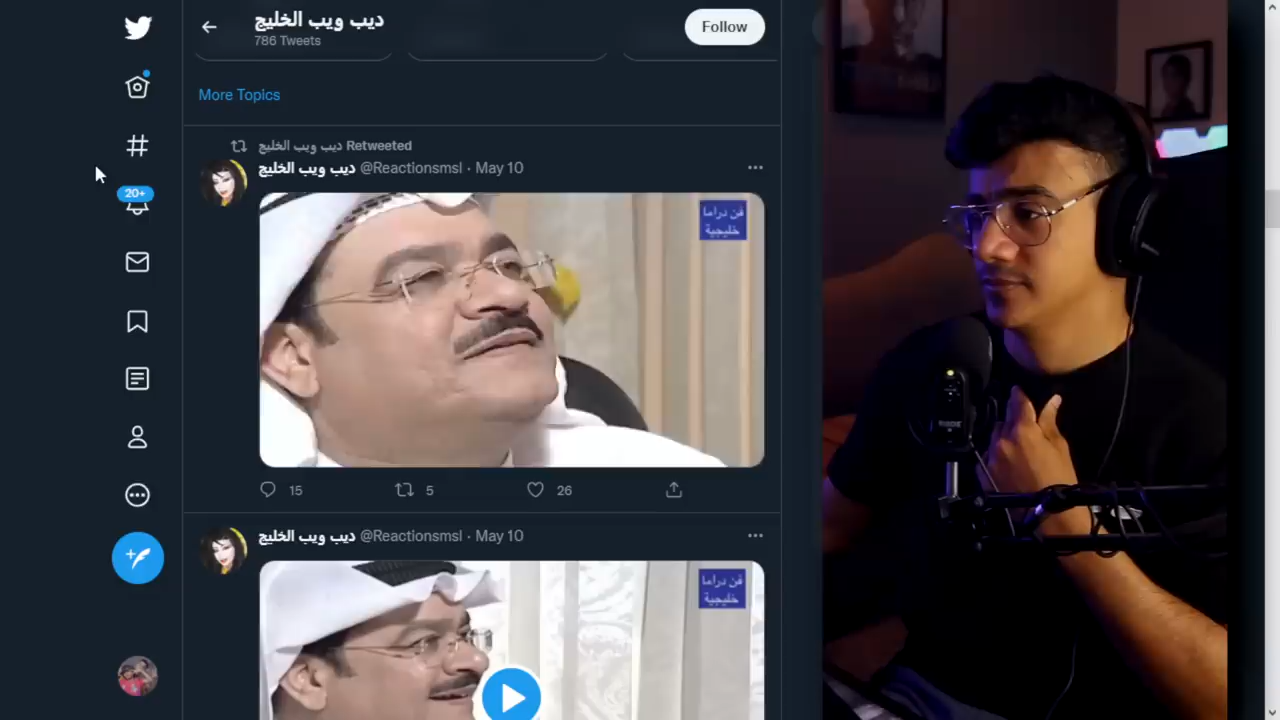 ديب ويب الخليج
786 Tweets
Follow
More Topics
ديب ويب الخليج Retweeted
ديب ويب الخليج @Reactionsmsl · May 10
فن دراما
خليجية
20+
15
5
26
ديب ويب الخليج @Reactionsmsl · May 10
فن دراما
خليجية
RODE